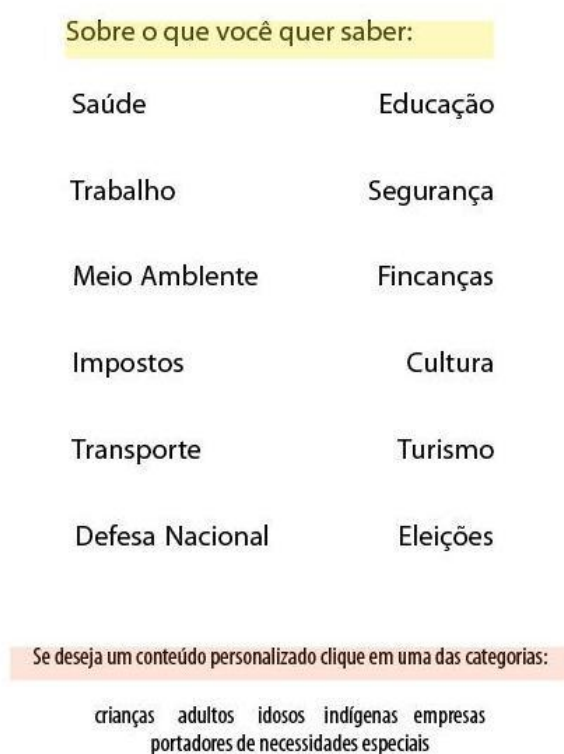 Sobre o que você quer saber:
Saúde Educação
Trabalho Segurança
Meio Amblente Fincanças
Impostos Cultura
Transporte Turismo
Defesa Nacional Eleições
Se deseja um conteúdo personalizado clique em uma das categorias:
crianças adultos idosos indígenas empresas
portadores de necessidades especiais